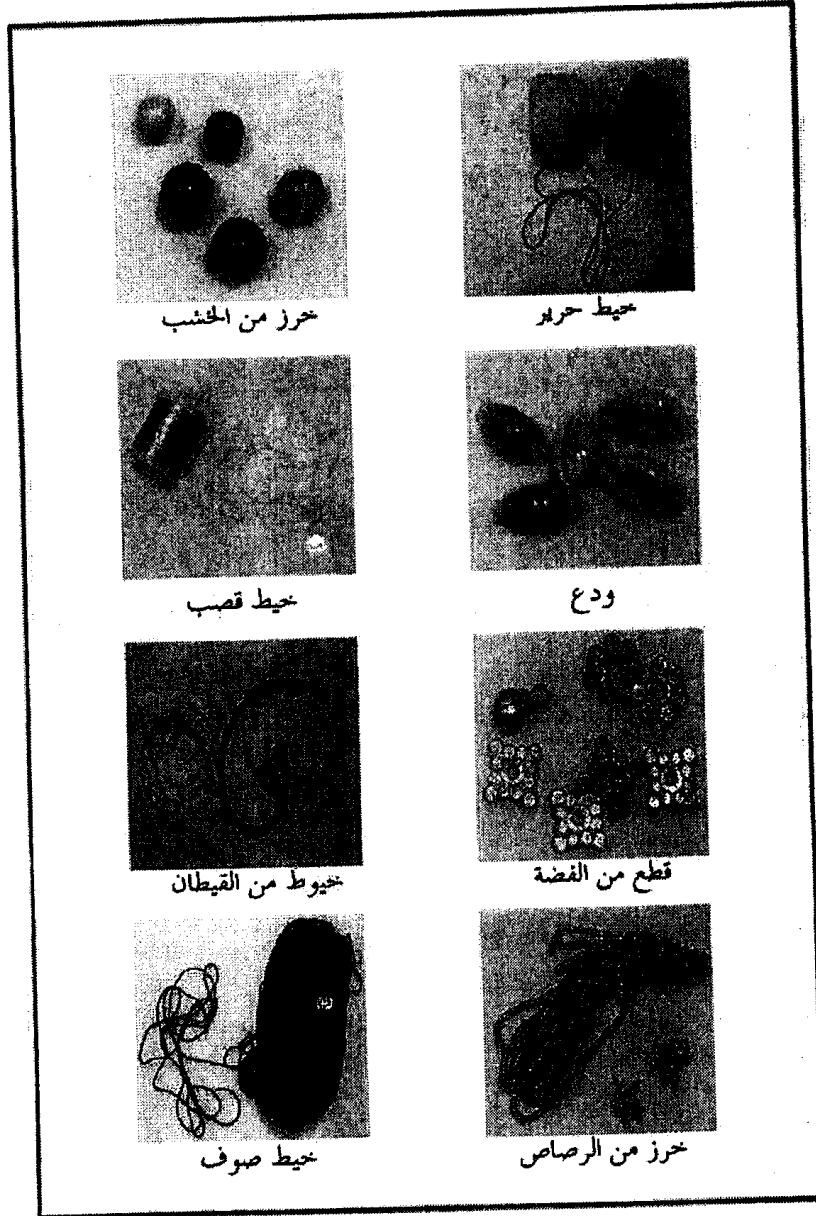 خيط حرير
خرز من الخشب
ودع
خيط قصب
قطع من الفضة
خيوط من القيطان
خرز من الرصاص
خيط صوف